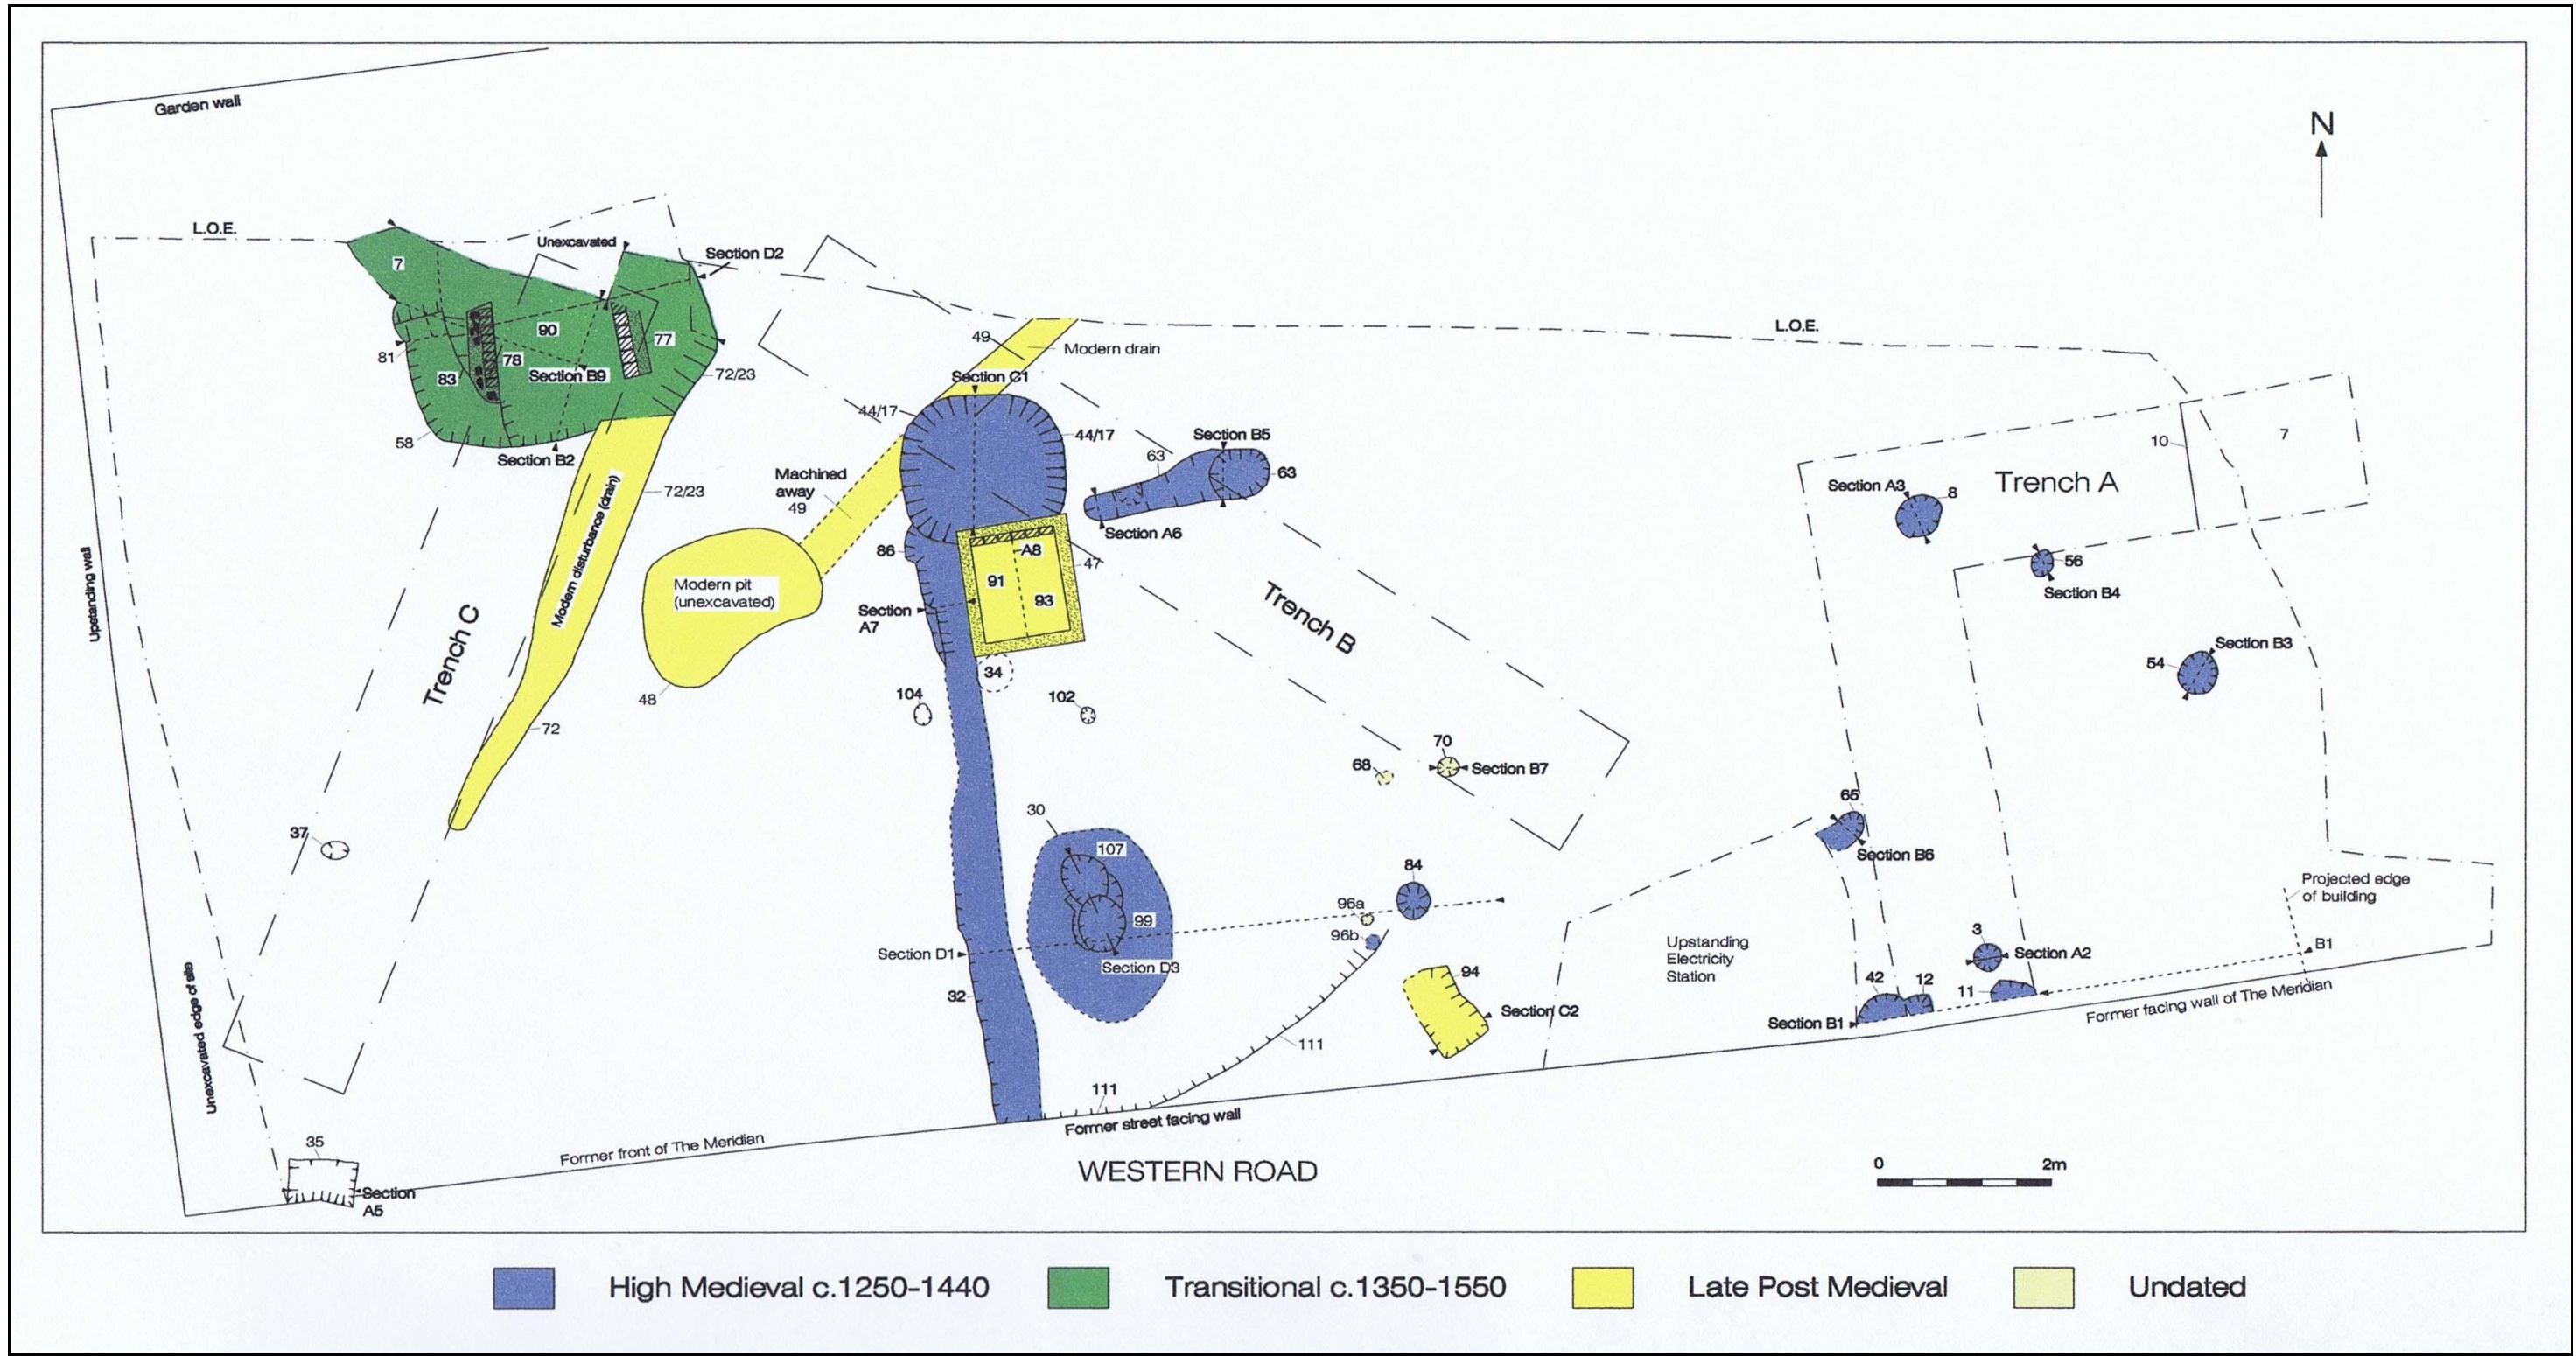 Garden wall
N
L.O.E.
Unexcavated
Section D2
7
L.O.E.
49
Modern drain
90
77
81
78
83
Section B9
72/23
Section C1
44/17
58
Section B2
44/17
Section B5
63
63
10
7
Trench A
Section A3
8
Machined
away
49
72/23
Section A6
Modern disturbance (drain)
Upstanding wall
86
A8
47
91
93
Modern pit
(unexcavated)
Section
A7
56
Section B4
Trench B
Trench C
Section B3
54
34
48
104
102
72
70
68
Section B7
37
30
107
65
Section B6
84
99
96a
96b
Projected edge
of building
Section D1
Section D3
Upstanding
Electricity
Station
3
Section A2
B1
94
32
42
12
11
Section C2
Section B1
Former facing wall of The Meridian
Unexcavated edge of site
111
111
Former street facing wall
35
Former front of The Meridian
WESTERN ROAD
0
2m
Section
A5
High Medieval c.1250-1440
Transitional c.1350-1550
Late Post Medieval
Undated